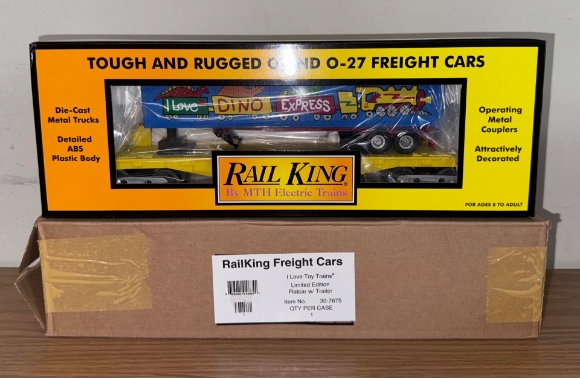 TOUGH AND RUGGED O AND O-27 FREIGHT CARS
Die-Cast
Metal Trucks
Detailed
ABS
Plastic Body
I Love
DINO
EXPRESS
Operating
Metal
Couplers
Attractively
Decorated
RAIL KING®
By MTH Electric Trains
FOR AGES 8 TO ADULT
RailKing Freight Cars
I Love Toy Trains®
Limited Edition
Flatcar w/ Trailer
Item No. 30-7675
QTY PER CASE
1